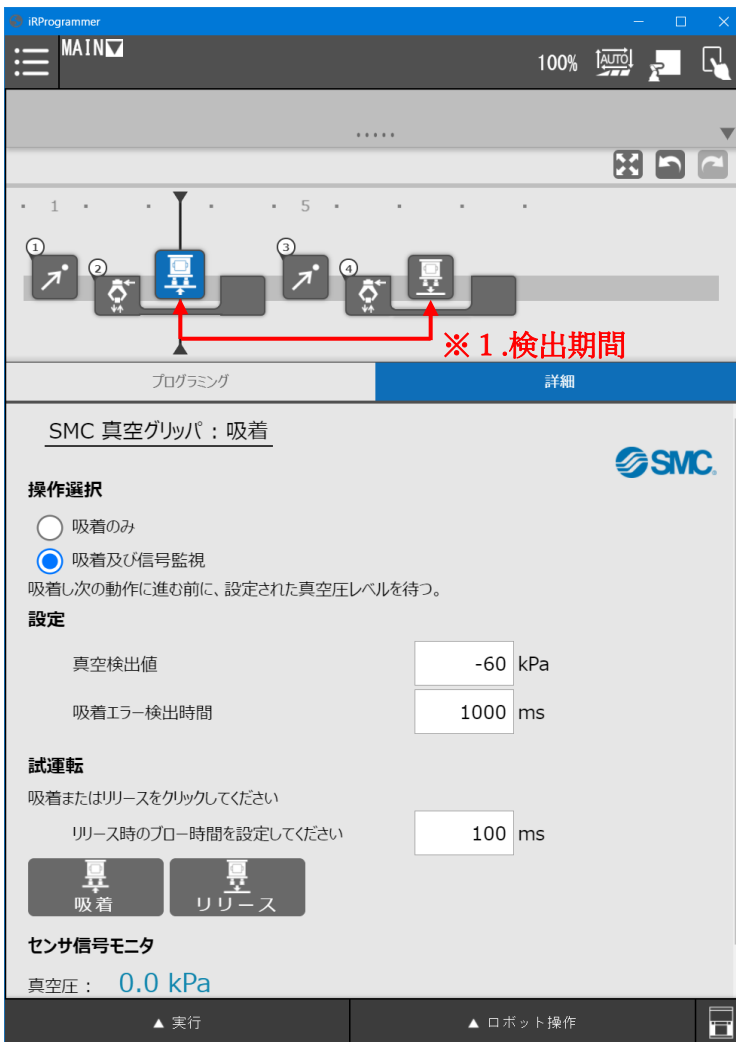 iRProgrammer
MAIN
100%
AUTO
1
5
1
2
3
4
※1.検出期間
プログラミング
詳細
SMC 真空グリッパ:吸着
SMC.
操作選択
吸着のみ
吸着及び信号監視
吸着し次の動作に進む前に、設定された真空圧レベルを待つ。
設定
真空検出値
-60 kPa
吸着エラー検出時間
1000 ms
試運転
吸着またはリリースをクリックしてください
リリース時のブロー時間を設定してください
100 ms
吸着
リリース
センサ信号モニタ
真空圧: 0.0 kPa
▲ 実行
▲ ロボット操作